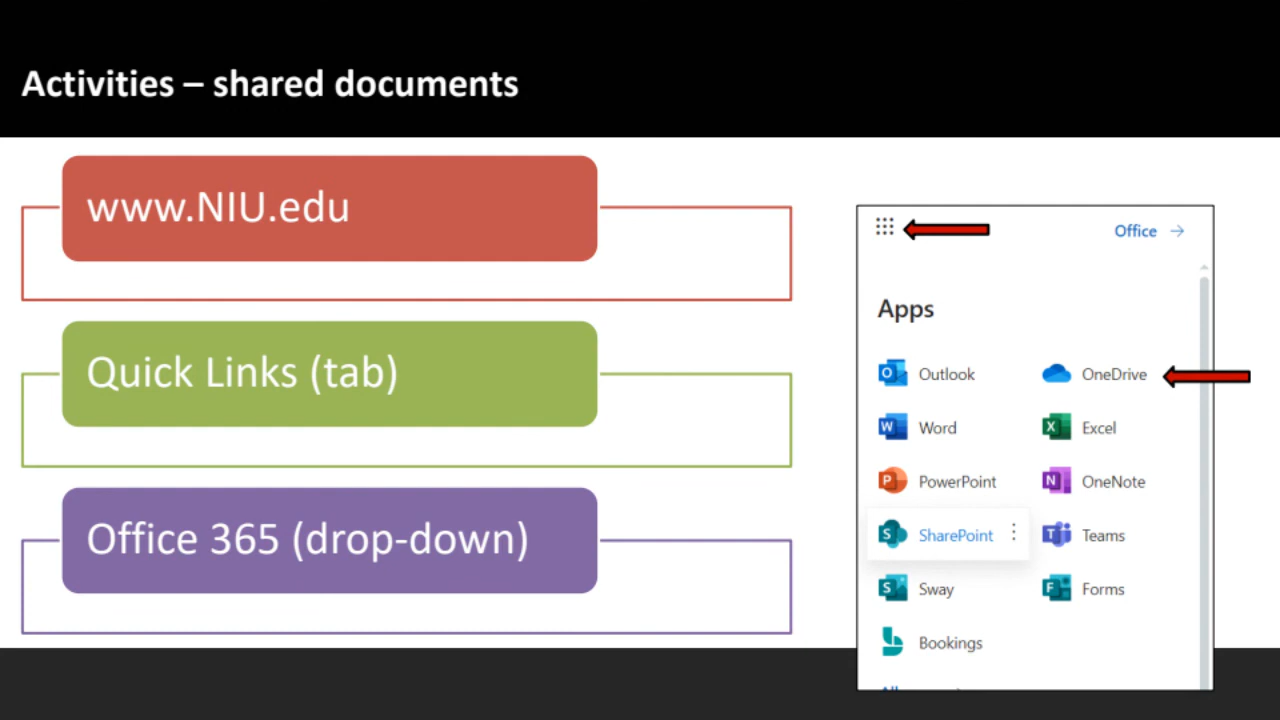 Activities – shared documents
www.NIU.edu
Quick Links (tab)
Office 365 (drop-down)
Office →
Apps
Outlook
OneDrive
Word
Excel
PowerPoint
OneNote
SharePoint
Teams
Sway
Forms
Bookings